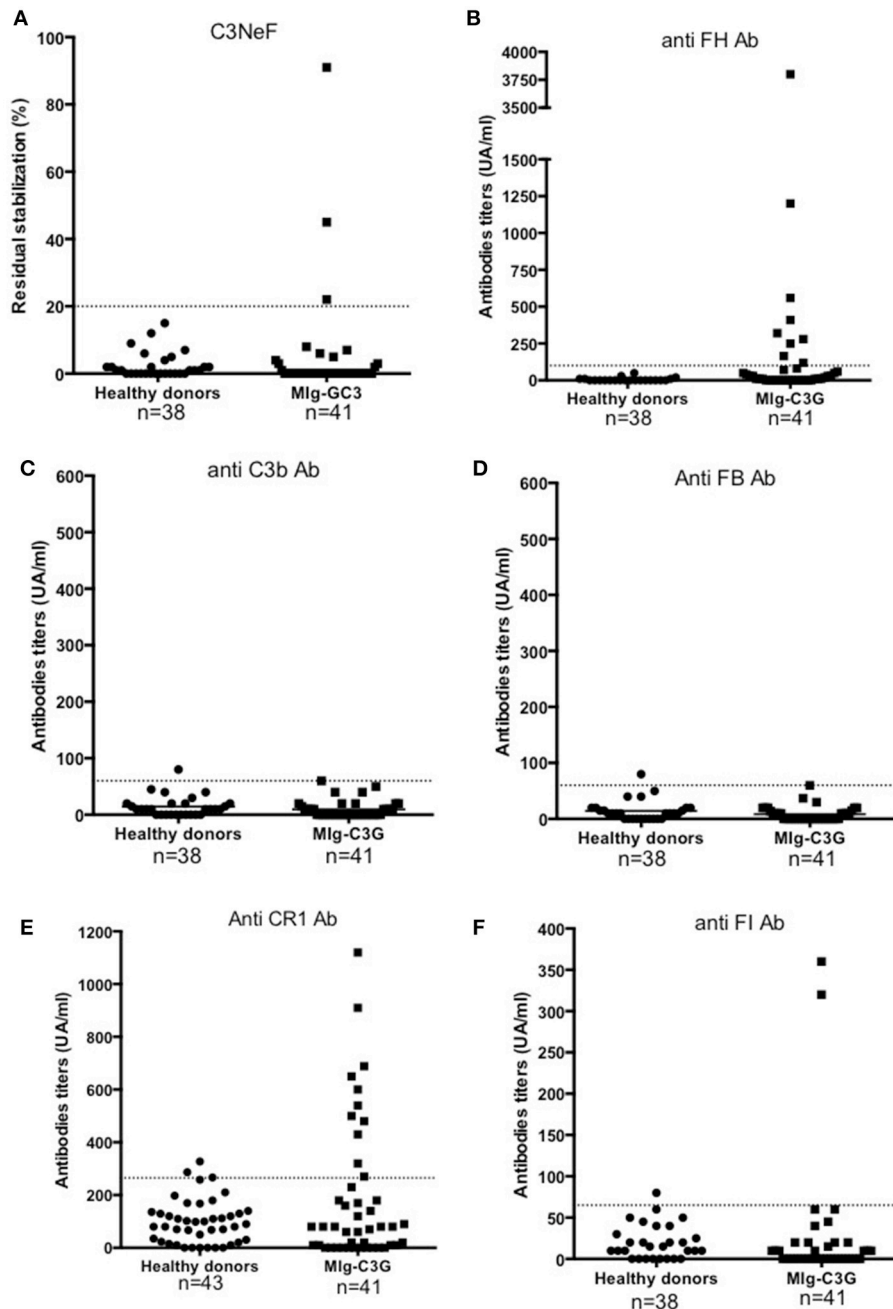 A
C3NeF
Residual stabilization (%)
100
80
60
40
20
0
Healthy donors
n=38
MIg-GC3
n=41
B
anti FH Ab
Antibodies titers (UA/ml)
4000
3750
3500
1500
1250
1000
750
500
250
0
Healthy donors
n=38
MIg-C3G
n=41
C
anti C3b Ab
Antibodies titers (UA/ml)
600
500
400
300
200
100
0
Healthy donors
n=38
MIg-C3G
n=41
D
Anti FB Ab
Antibodies titers (UA/ml)
600
500
400
300
200
100
0
Healthy donors
n=38
MIg-C3G
n=41
E
Anti CR1 Ab
Antibodies titers (UA/ml)
1200
1000
800
600
400
200
0
Healthy donors
n=43
MIg-C3G
n=41
F
anti FI Ab
Antibodies titers (UA/ml)
400
350
300
250
200
150
100
50
0
Healthy donors
n=38
MIg-C3G
n=41